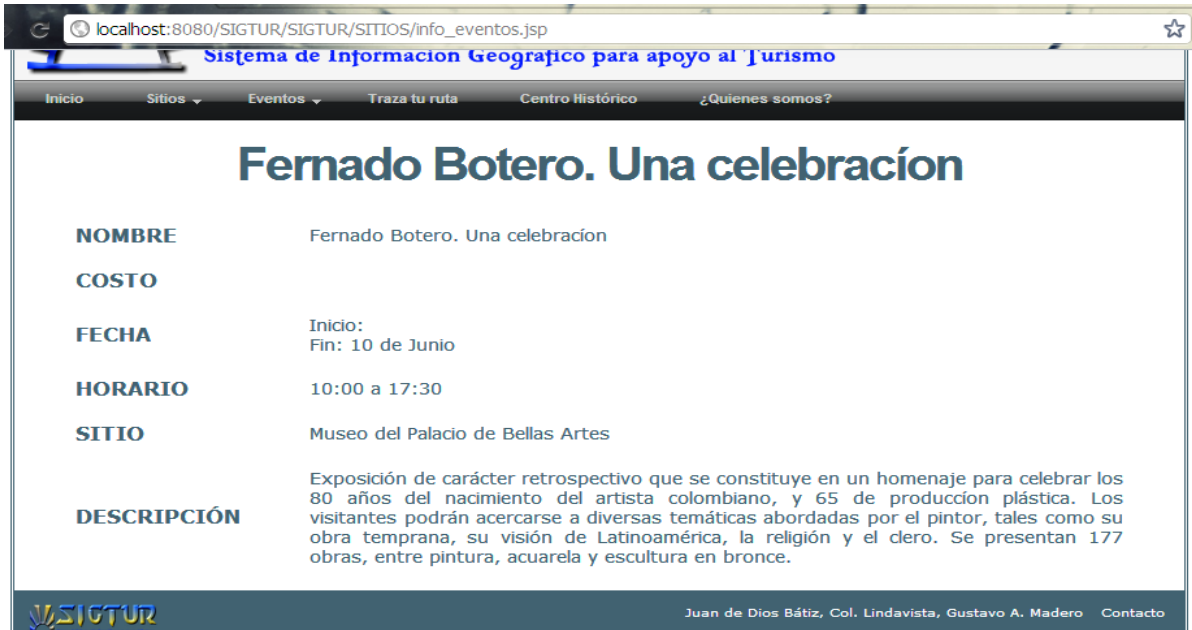 localhost:8080/SIGTUR/SIGTUR/SITIOS/info_eventos.jsp
Sistema de Información Geográfico para apoyo al Turismo
Inicio Sitios Eventos Traza tu ruta Centro Histórico ¿Quienes somos?
Fernado Botero. Una celebracíon
NOMBRE Fernado Botero. Una celebracíon
COSTO
FECHA Inicio:
Fin: 10 de Junio
HORARIO 10:00 a 17:30
SITIO Museo del Palacio de Bellas Artes
DESCRIPCIÓN
Exposición de carácter retrospectivo que se constituye en un homenaje para celebrar los
80 años del nacimiento del artista colombiano, y 65 de produccíon plástica. Los
visitantes podrán acercarse a diversas temáticas abordadas por el pintor, tales como su
obra temprana, su visión de Latinoamérica, la religión y el clero. Se presentan 177
obras, entre pintura, acuarela y escultura en bronce.
SIGTUR Juan de Dios Bátiz, Col. Lindavista, Gustavo A. Madero Contacto